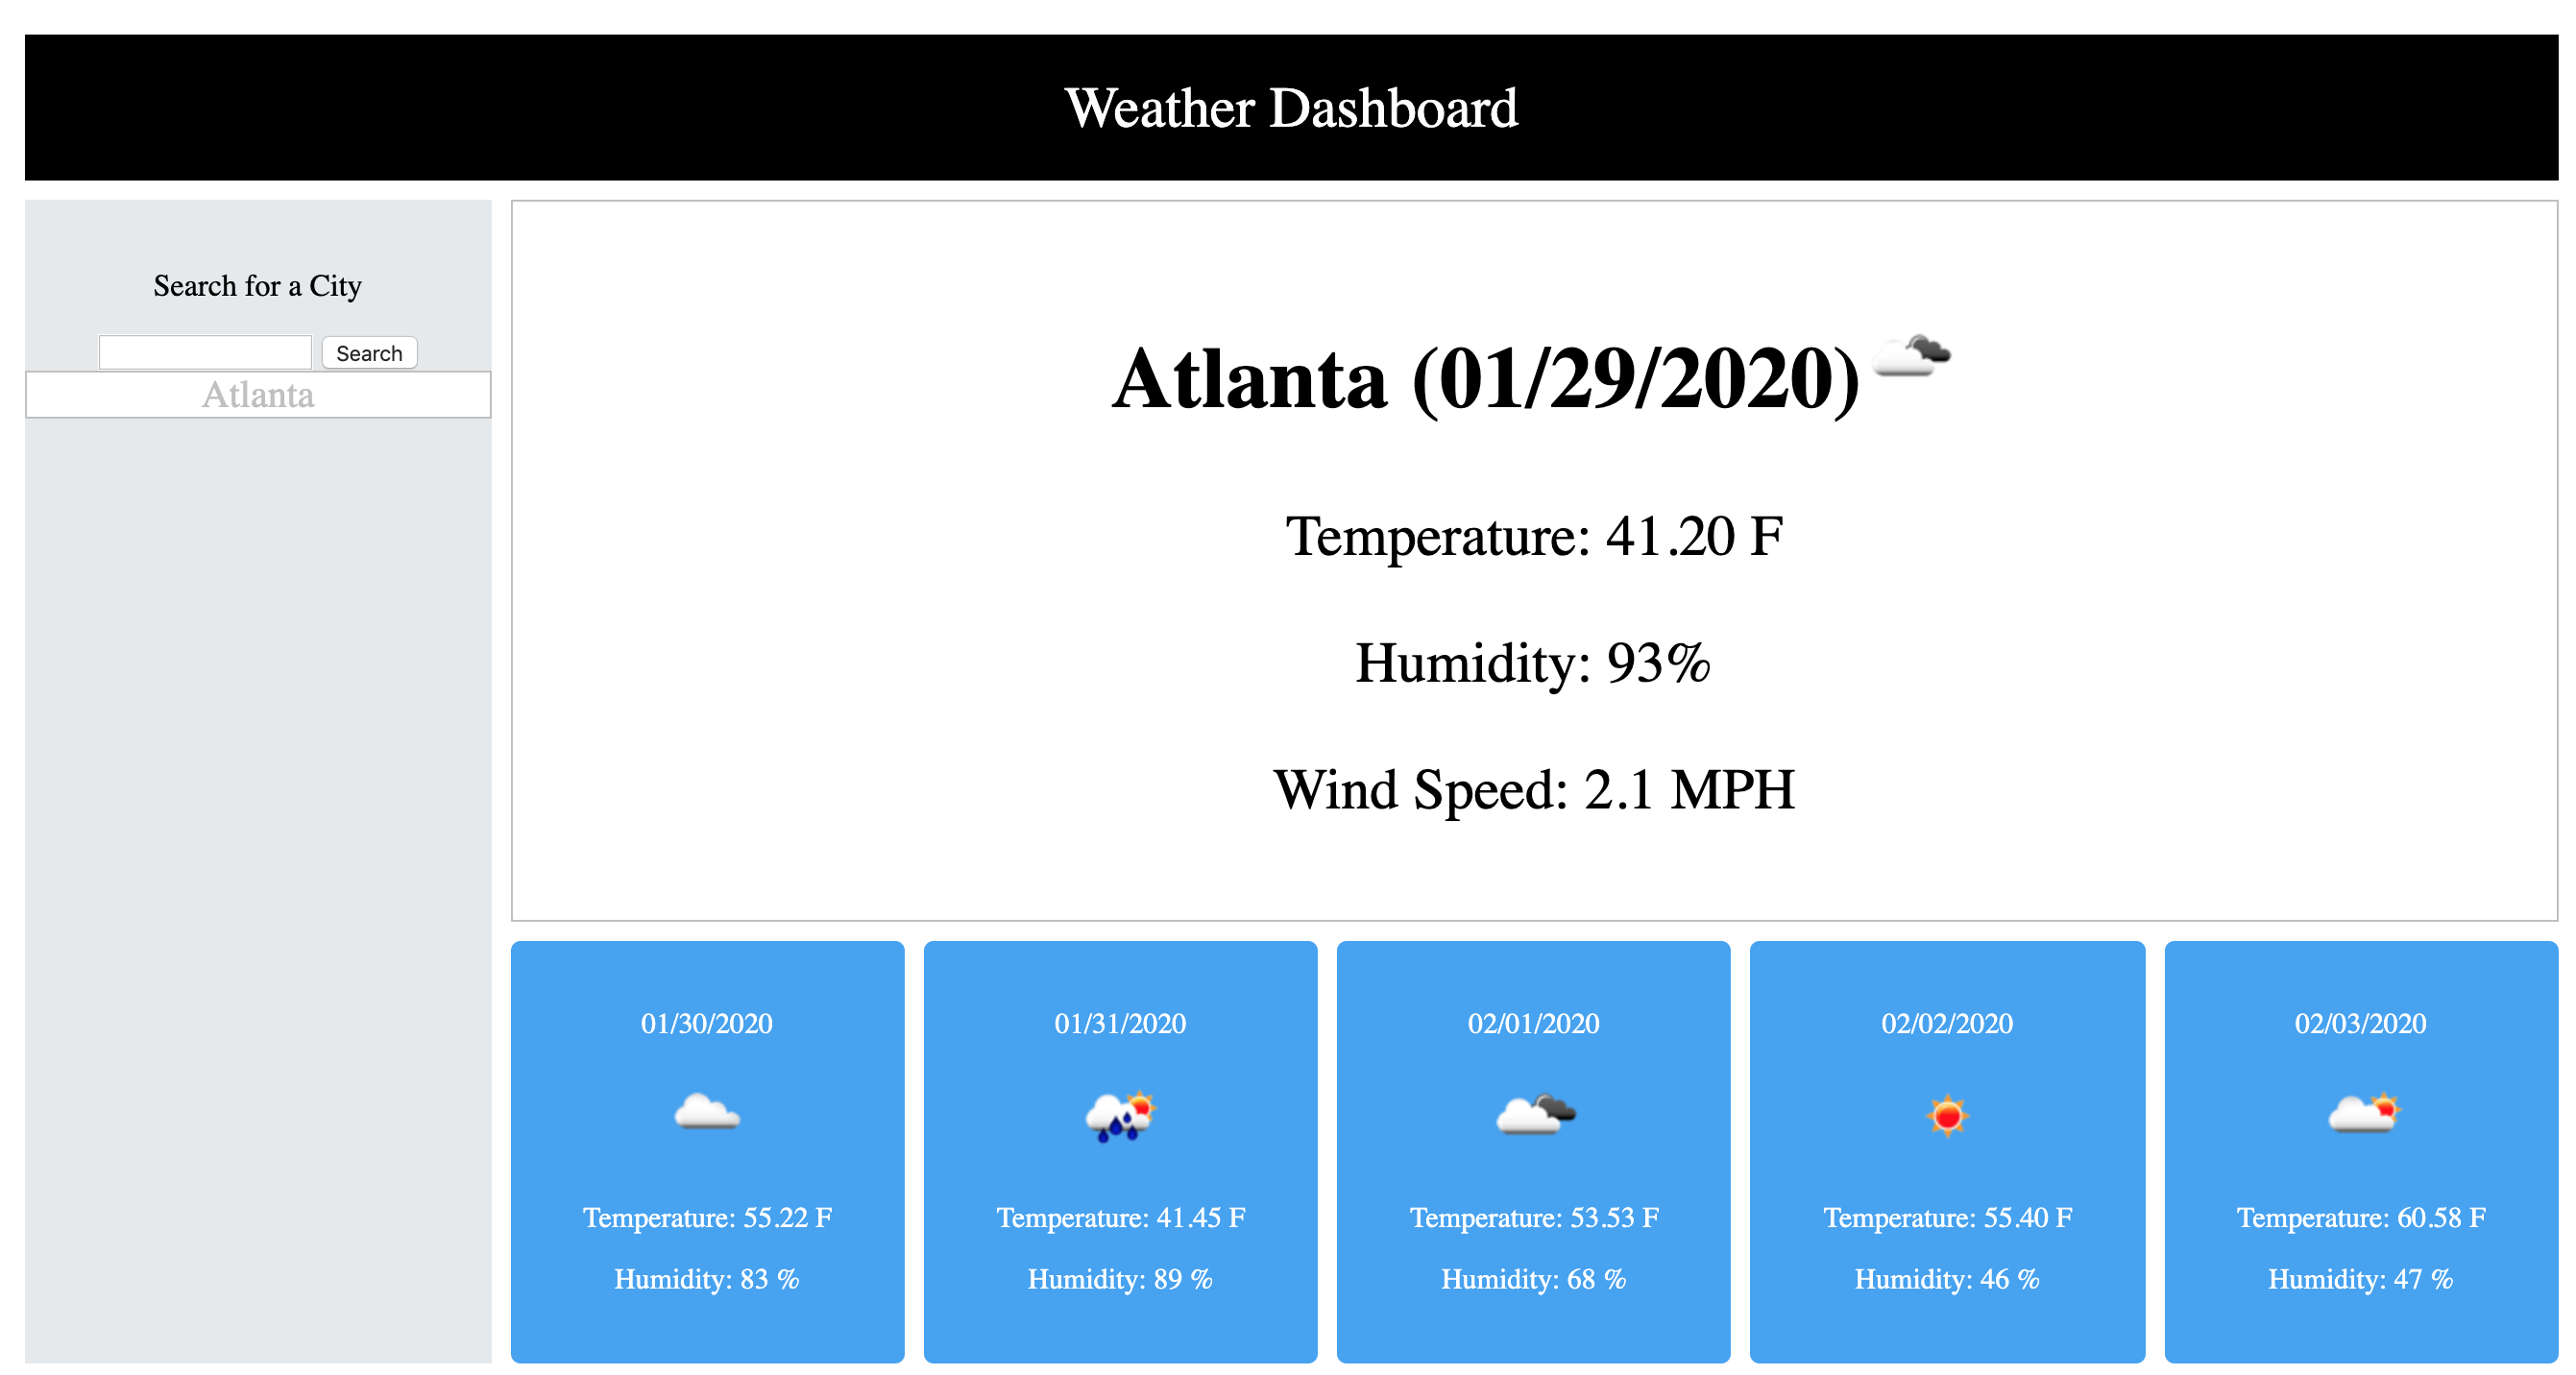 Weather Dashboard
Search for a City
Search
Atlanta
Atlanta (01/29/2020)
Temperature: 41.20 F
Humidity: 93%
Wind Speed: 2.1 MPH
01/30/2020
Temperature: 55.22 F
Humidity: 83 %
01/31/2020
Temperature: 41.45 F
Humidity: 89 %
02/01/2020
Temperature: 53.53 F
Humidity: 68 %
02/02/2020
Temperature: 55.40 F
Humidity: 46 %
02/03/2020
Temperature: 60.58 F
Humidity: 47 %